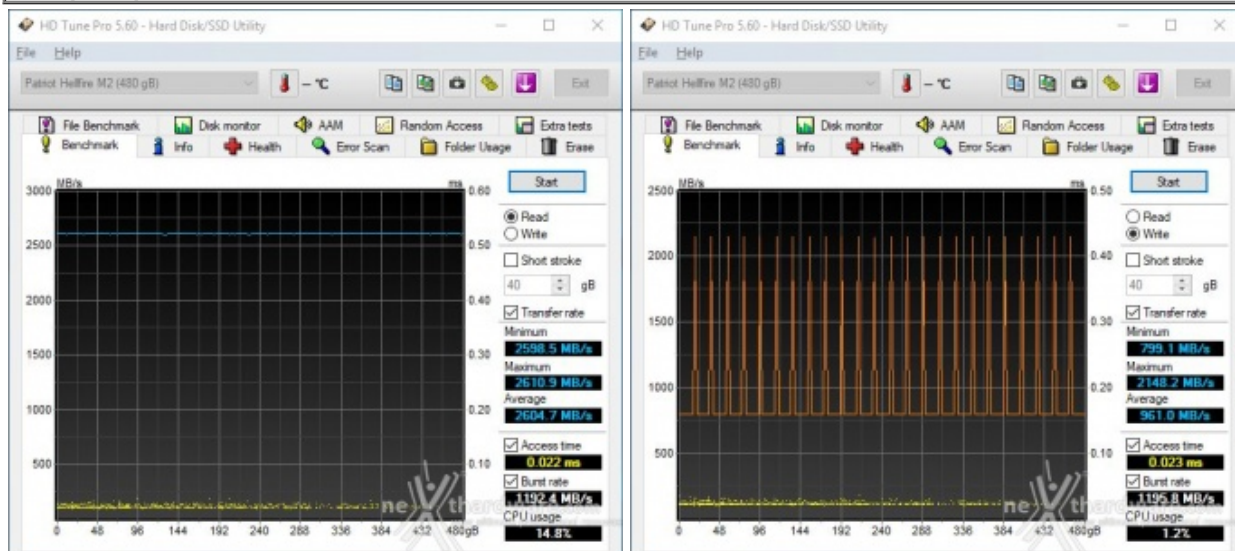 HD Tune Pro 5.60 - Hard Disk/SSD Utility
File Help
Patriot Hellfire M2 (480 gB)
– °C
Exit
File Benchmark Disk monitor AAM Random Access Extra tests
Benchmark Info Health Error Scan Folder Usage Erase
MB/s
ms
3000
2500
2000
1500
1000
500
0.60
0.50
0.40
0.30
0.20
0.10
0 48 96 144 192 240 288 336 384 432 480gB
Start
Read
Write
Short stroke
40 gB
Transfer rate
Minimum
2598.5 MB/s
Maximum
2610.9 MB/s
Average
2604.7 MB/s
Access time
0.022 ms
Burst rate
1192.4 MB/s
CPU usage
14.8%
HD Tune Pro 5.60 - Hard Disk/SSD Utility
File Help
Patriot Hellfire M2 (480 gB)
– °C
Exit
File Benchmark Disk monitor AAM Random Access Extra tests
Benchmark Info Health Error Scan Folder Usage Erase
MB/s
ms
2500
2000
1500
1000
500
0.50
0.40
0.30
0.20
0.10
0 48 96 144 192 240 288 336 384 432 480gB
Start
Read
Write
Short stroke
40 gB
Transfer rate
Minimum
799.1 MB/s
Maximum
2148.2 MB/s
Average
961.0 MB/s
Access time
0.023 ms
Burst rate
1195.8 MB/s
CPU usage
1.2%